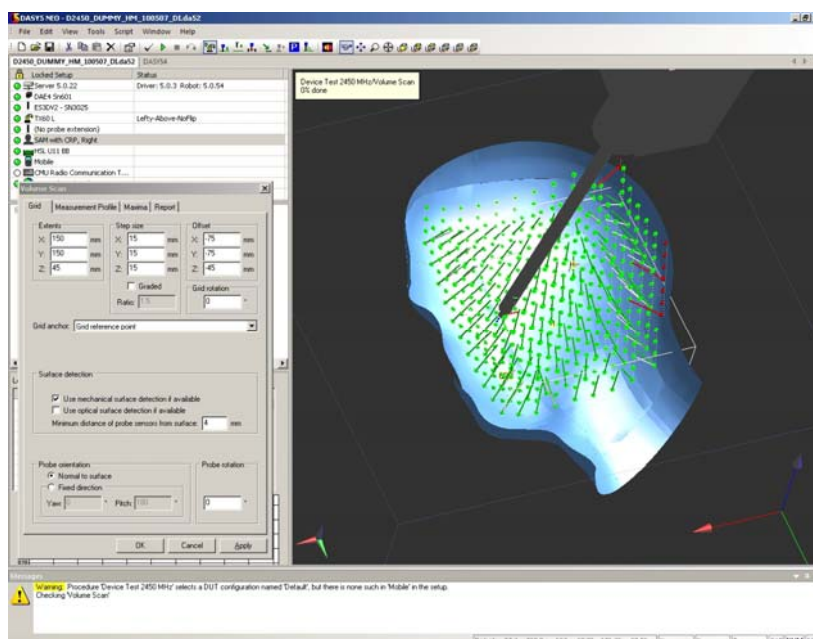 DASY5 NEO - D2450_DUMMY_HM_100507_DI.da52
File Edit View Tools Script Window Help
D2450_DUMMY_HM_100507_DI.da52 DASY54
Locked Setup Status
Server 5.0.22 Driver: 5.0.3 Robot: 5.0.54
DAE4 Sn601
ES3DV2 - SN3025
TX60 L Lefty-Above-NoFlip
(No probe extension)
SAM with CRP, Right
HSL U11 BB
Mobile
CMU Radio Communication T...
Device Test 2450 MHz/Volume Scan
0% done
Volume Scan
Grid Measurement Profile Maxima Report
Extents Step size Offset
X: 150 mm X: 15 mm X: -75 mm
Y: 150 mm Y: 15 mm Y: -75 mm
Z: 45 mm Z: 15 mm Z: -45 mm
Graded Grid rotation
Ratio: 1.5 0 °
Grid anchor: Grid reference point
Surface detection
Use mechanical surface detection if available
Use optical surface detection if available
Minimum distance of probe sensors from surface: 4 mm
Probe orientation Probe rotation
Normal to surface
Fixed direction
Yaw: 0 ° Pitch: 180 ° 0 °
OK Cancel Apply
Messages
Warning: Procedure 'Device Test 2450 MHz' selects a DUT configuration named 'Default', but there is none such in 'Mobile' in the setup.
Checking 'Volume Scan'